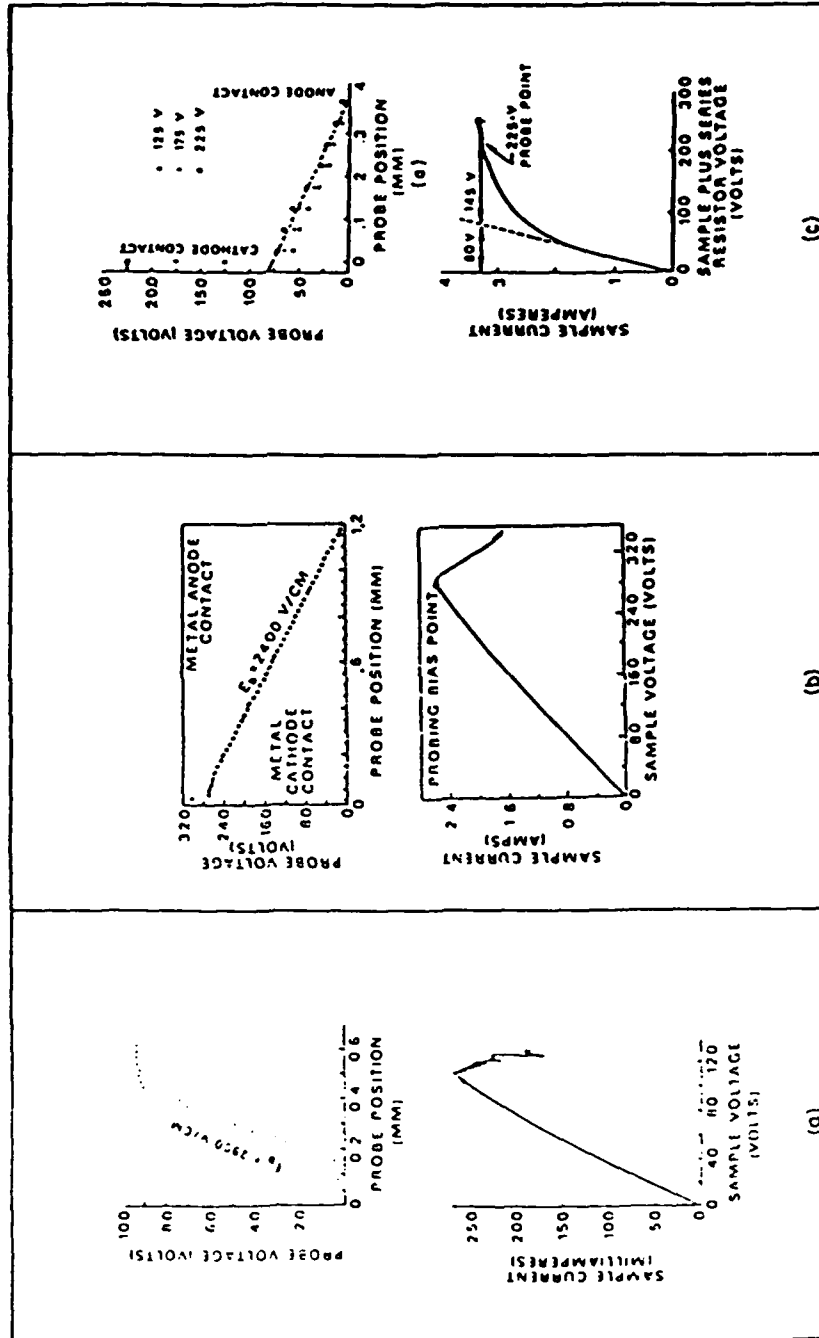 100
60
40
20
0
PROBE VOLTAGE (VOLTS)
0 0.2 0.4 0.6
PROBE POSITION
(MM)
250
200
150
100
50
0
SAMPLE CURRENT
(MILLIAMPERES)
0 40 80 120
SAMPLE VOLTAGE
(VOLTS)
(a)
320
240
160
80
0
PROBE VOLTAGE
(VOLTS)
METAL ANODE
CONTACT
2400 V/CM
METAL
CATHODE
CONTACT
0 .6 1.2
PROBE POSITION (MM)
2.4
1.6
0.8
0
SAMPLE CURRENT
(AMPS)
PROBING BIAS POINT
0 80 160 240 320
SAMPLE VOLTAGE (VOLTS)
(b)
250
200
150
100
50
0
PROBE VOLTAGE (VOLTS)
CATHODE CONTACT
125 V
175 V
225 V
ANODE CONTACT
0 .1 .2 .3 .4
PROBE POSITION
(MM)
(a)
4
3
2
1
0
SAMPLE CURRENT
(AMPERES)
80V 145 V
225-V
PROBE POINT
0 100 200 300
SAMPLE PLUS SERIES
RESISTOR VOLTAGE
(VOLTS)
(c)